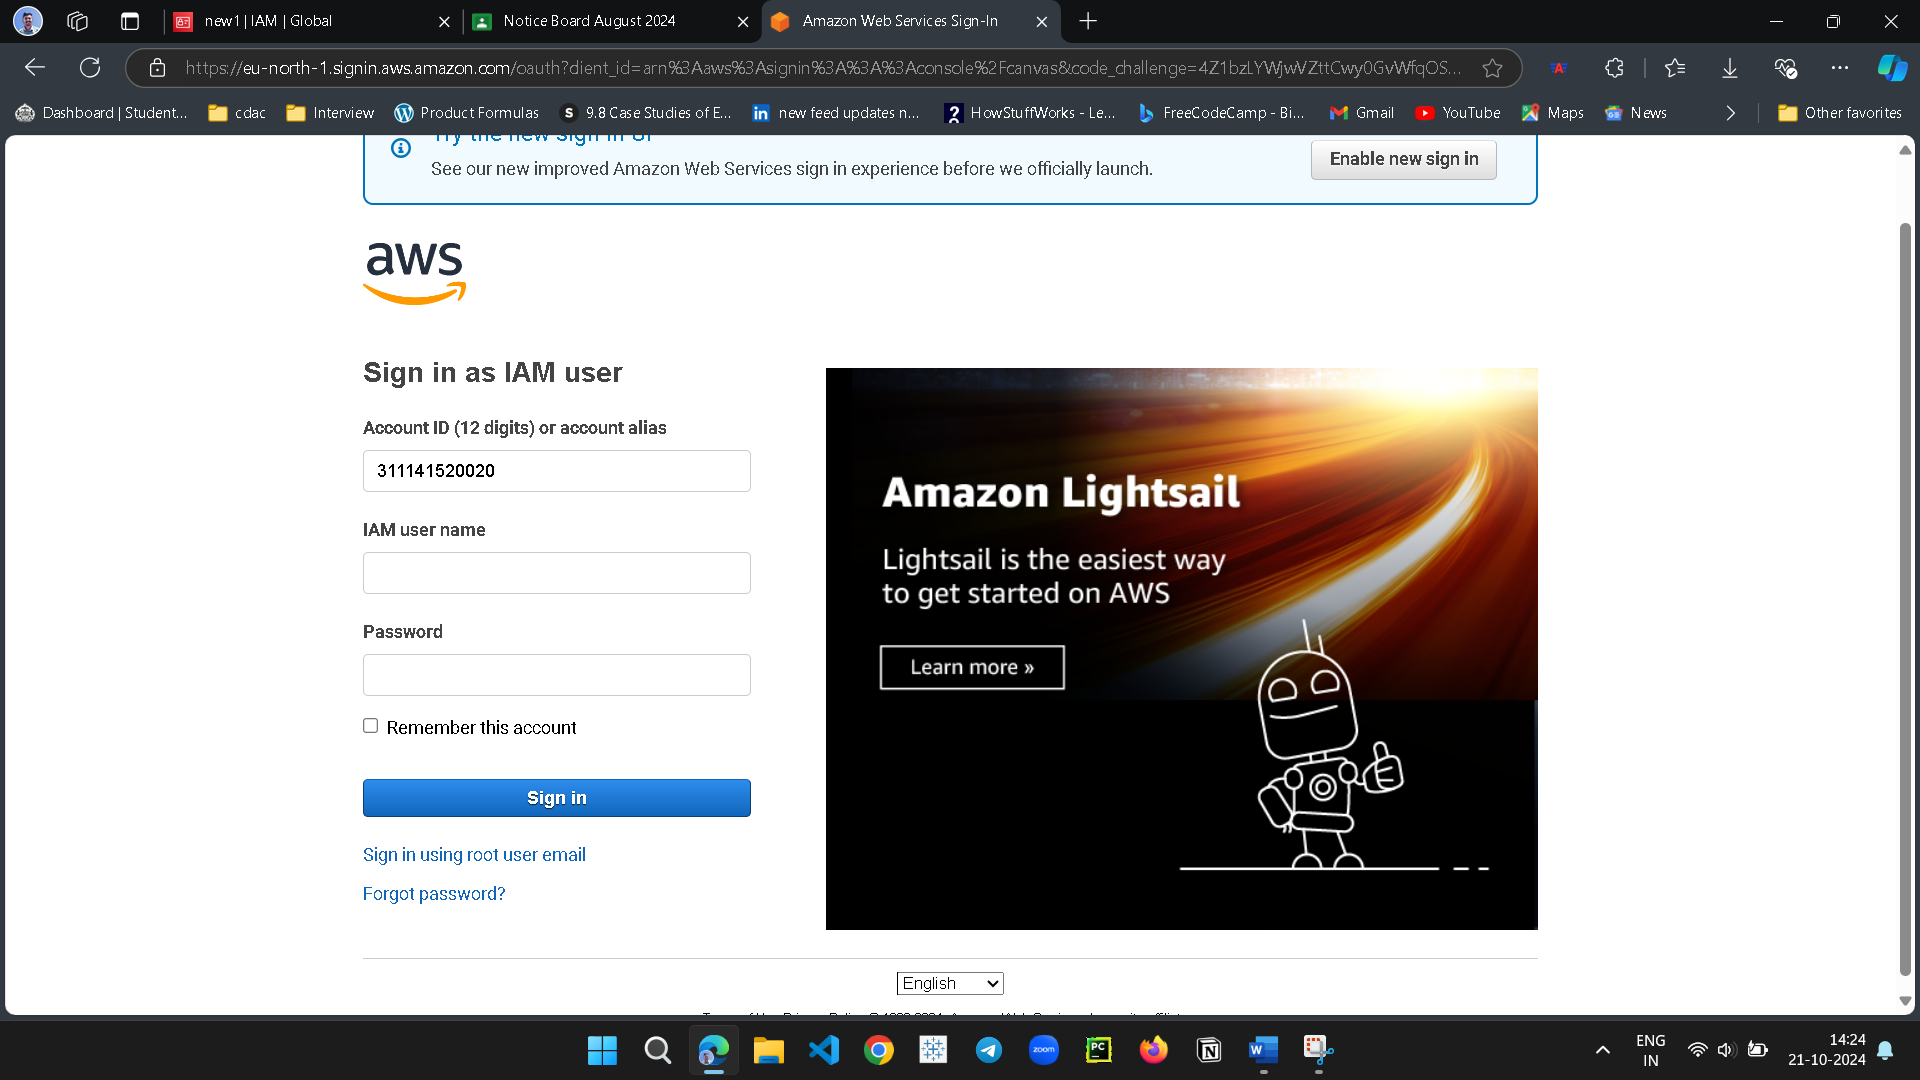 new1 | IAM | Global
Notice Board August 2024
Amazon Web Services Sign-In
https://eu-north-1.signin.aws.amazon.com/oauth?client_id=arn%3Aaws%3Asignin%3A%3A%3Aconsole%2Fcanvas&code_challenge=4Z1bzLYWjwVZttCwy0GvWfqOS...
Dashboard | Student...
cdac
Interview
Product Formulas
9.8 Case Studies of E...
new feed updates n...
HowStuffWorks - Le...
FreeCodeCamp - Bi...
Gmail
YouTube
Maps
News
Other favorites
Try the new sign in UI
See our new improved Amazon Web Services sign in experience before we officially launch.
Enable new sign in
aws
Sign in as IAM user
Account ID (12 digits) or account alias
311141520020
IAM user name
Password
Remember this account
Sign in
Sign in using root user email
Forgot password?
Amazon Lightsail
Lightsail is the easiest way
to get started on AWS
Learn more »
English
ENG
IN
14:24
21-10-2024